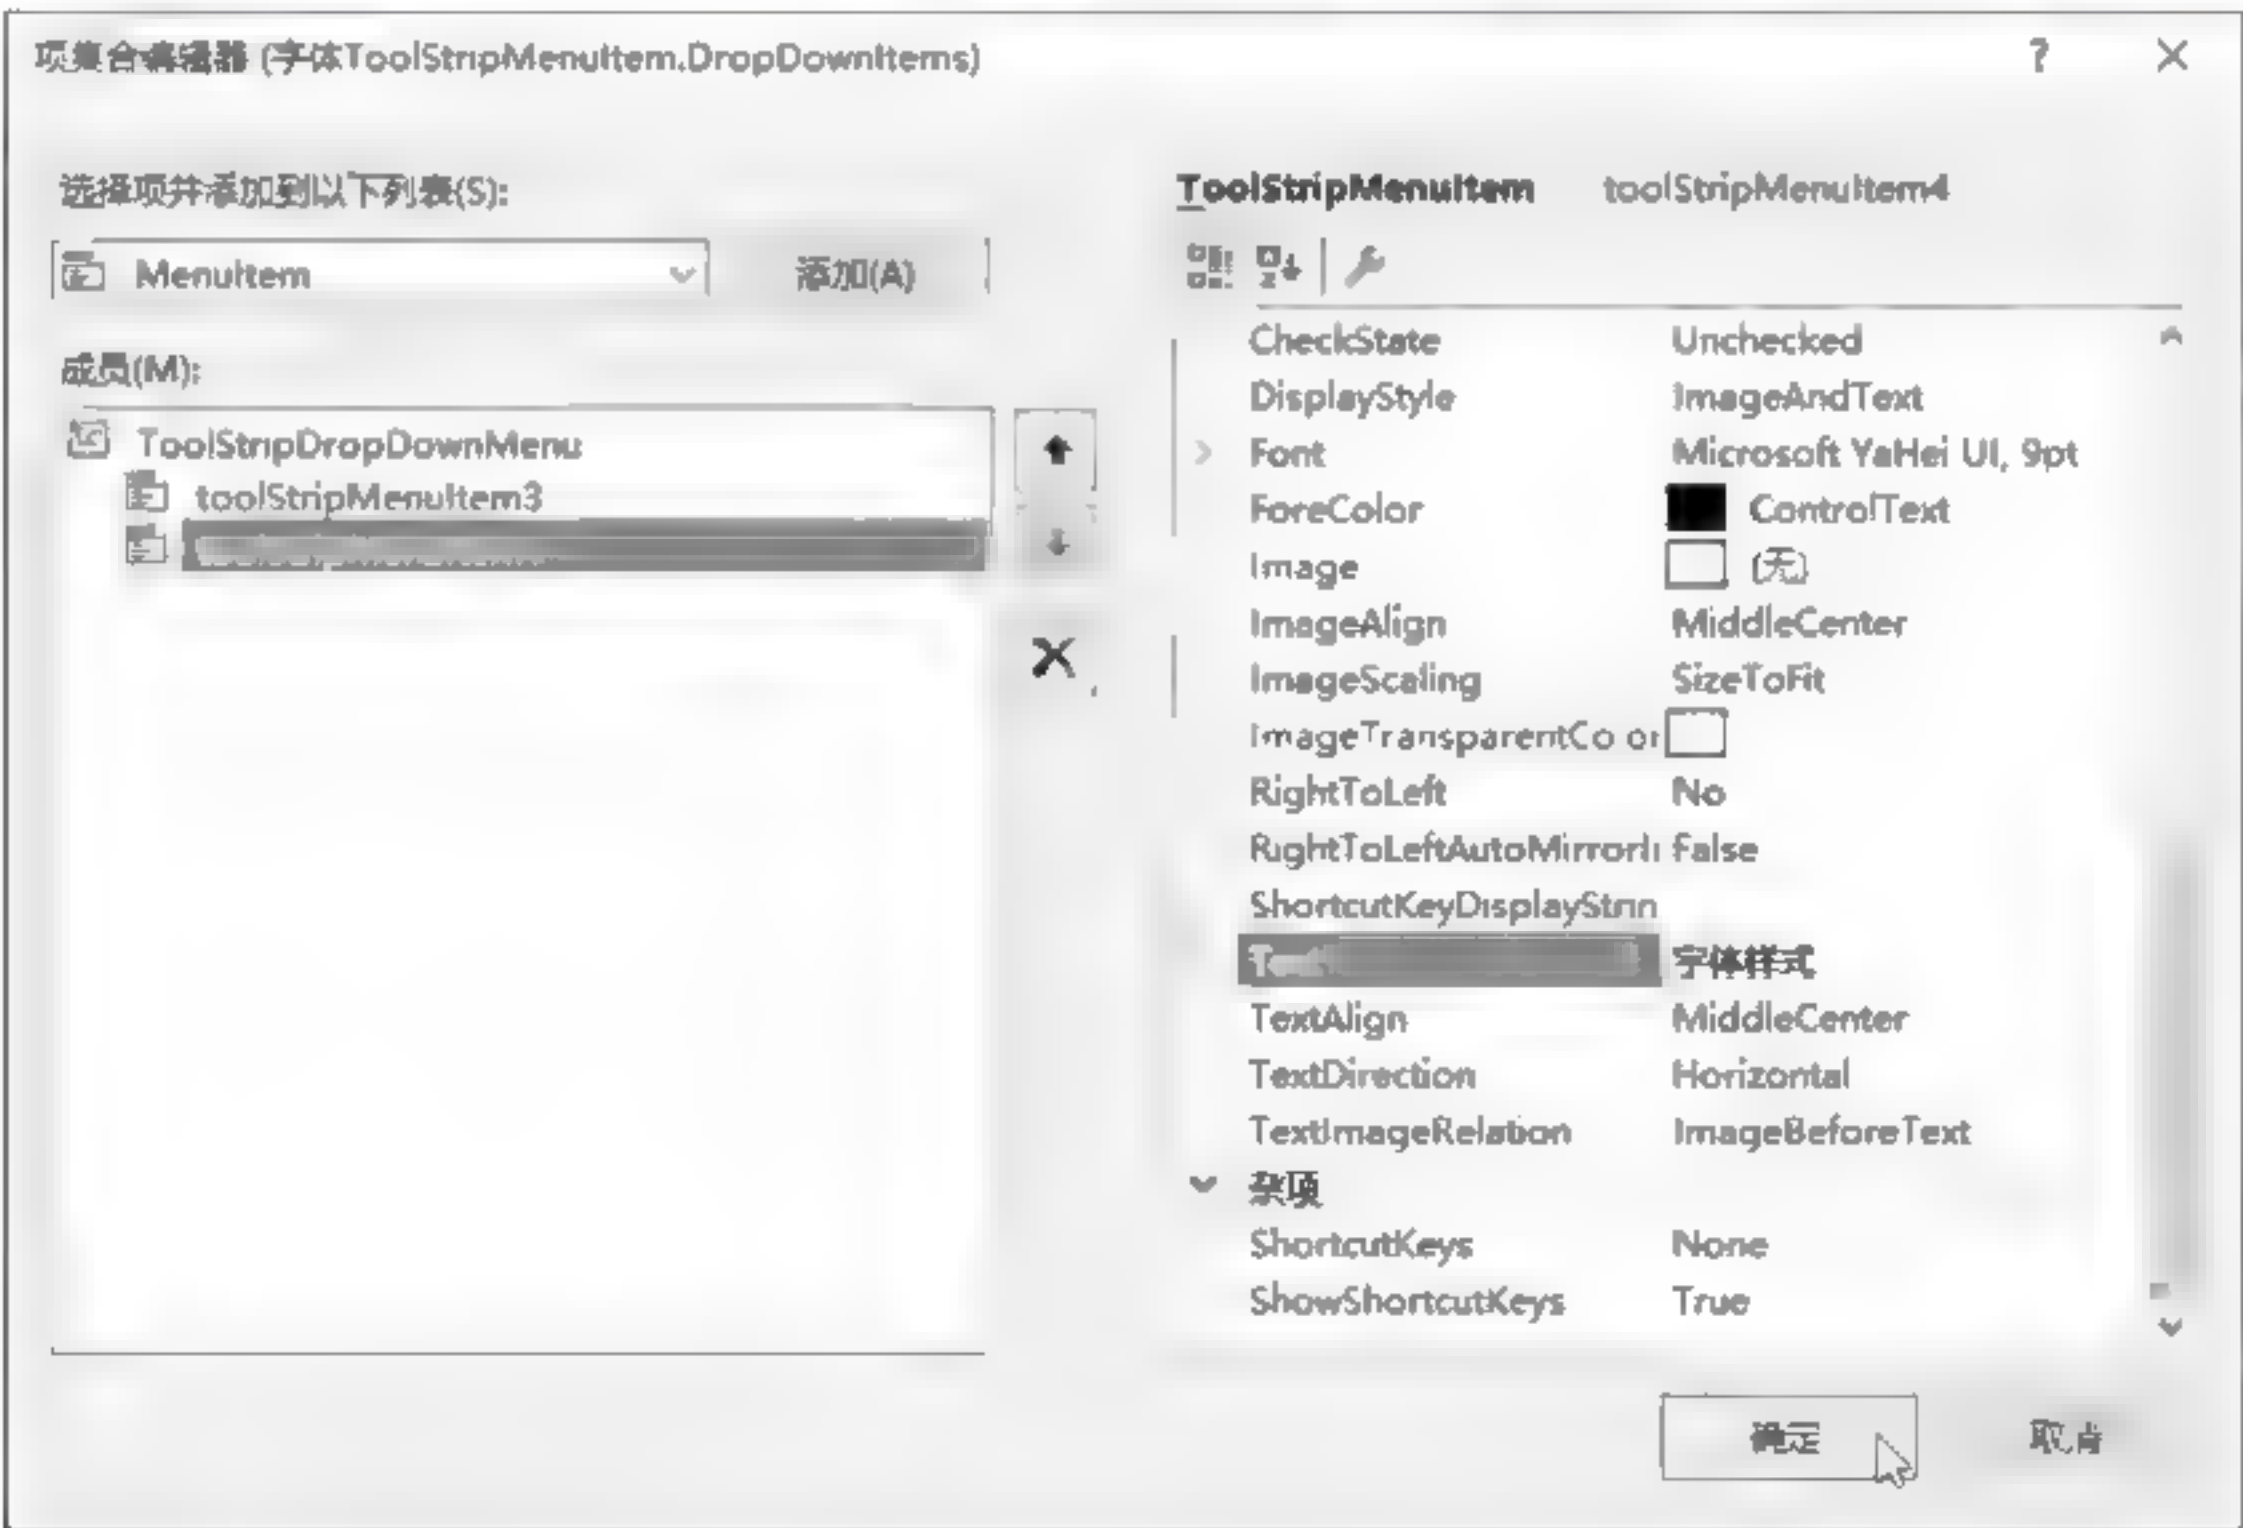 项集合编辑器 (字体ToolStripMenuItem.DropDownItems)
? ×
选择项并添加到以下列表(S):
MenuItem
添加(A)
成员(M):
ToolStripDropDownMenu
toolStripMenuItem3
ToolStripMenuItem toolStripMenuItem4
CheckState Unchecked
DisplayStyle ImageAndText
Font Microsoft YaHei UI, 9pt
ForeColor ControlText
Image (无)
ImageAlign MiddleCenter
ImageScaling SizeToFit
ImageTransparentColor
RightToLeft No
RightToLeftAutoMirrorI False
ShortcutKeyDisplayStrin
Text 字体样式
TextAlign MiddleCenter
TextDirection Horizontal
TextImageRelation ImageBeforeText
杂项
ShortcutKeys None
ShowShortcutKeys True
确定 取消